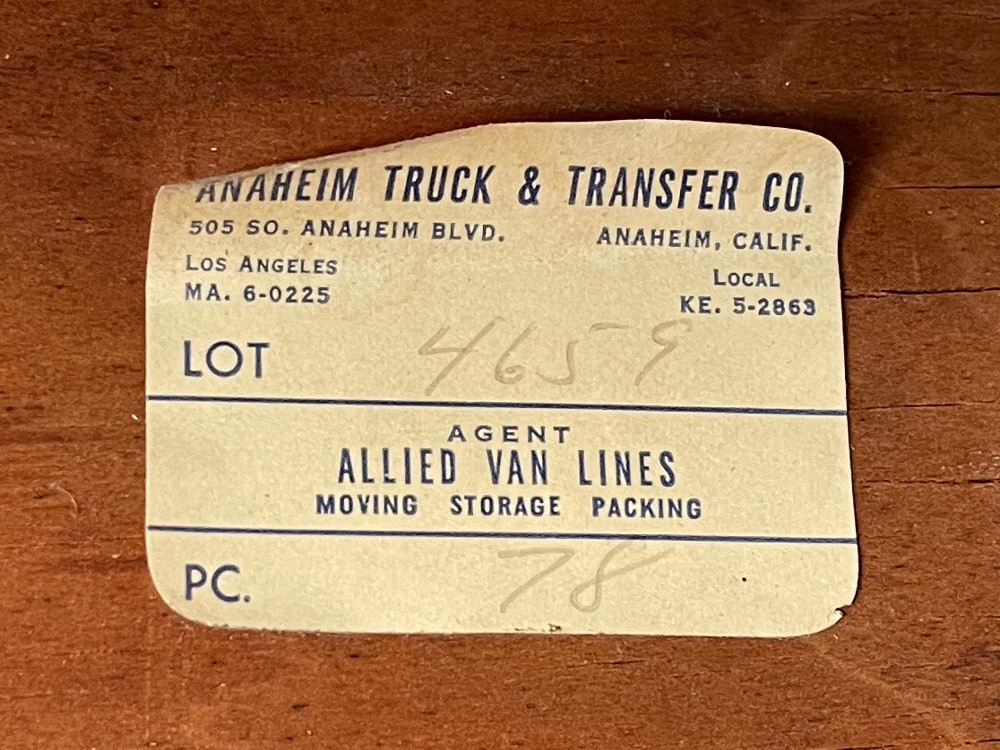 ANAHEIM TRUCK & TRANSFER CO.
505 SO. ANAHEIM BLVD. ANAHEIM, CALIF.
LOS ANGELES LOCAL
MA. 6-0225 KE. 5-2863
LOT 4659
AGENT
ALLIED VAN LINES
MOVING STORAGE PACKING
PC. 78